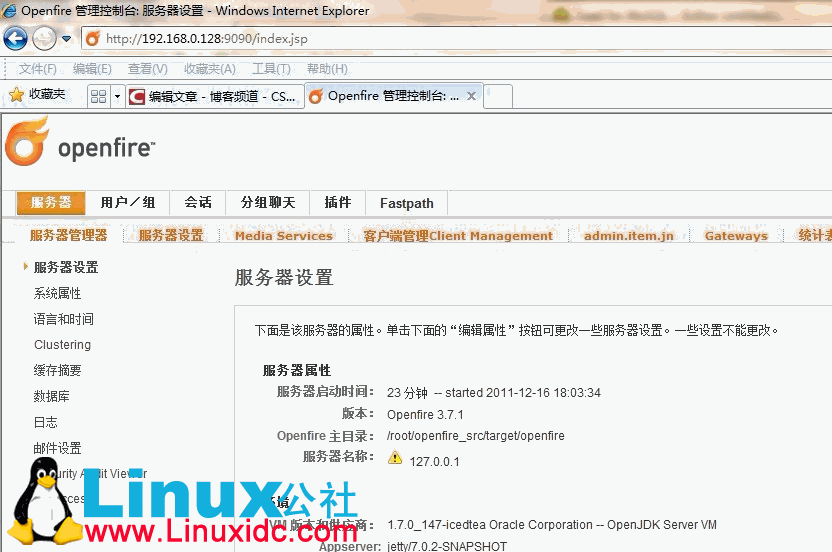 Openfire 管理控制台: 服务器设置 - Windows Internet Explorer
http://192.168.0.128:9090/index.jsp
文件(F) 编辑(E) 查看(V) 收藏夹(A) 工具(T) 帮助(H)
收藏夹 编辑文章 - 博客频道 - CS... Openfire 管理控制台: ...
openfire™
服务器 用户/组 会话 分组聊天 插件 Fastpath
服务器管理器 服务器设置 Media Services 客户端管理Client Management admin.item.jn Gateways 统计表
服务器设置
系统属性
语言和时间
Clustering
缓存摘要
数据库
日志
邮件设置
urity Audit Viewer
服务器设置
下面是该服务器的属性。单击下面的“编辑属性”按钮可更改一些服务器设置。一些设置不能更改。
服务器属性
服务器启动时间: 23 分钟 -- started 2011-12-16 18:03:34
版本: Openfire 3.7.1
Openfire 主目录: /root/openfire_src/target/openfire
服务器名称: 127.0.0.1
境
VM 版本和供应商: 1.7.0_147-icedtea Oracle Corporation -- OpenJDK Server VM
Appserver: jetty/7.0.2-SNAPSHOT
Linux公社
www.Linuxidc.com